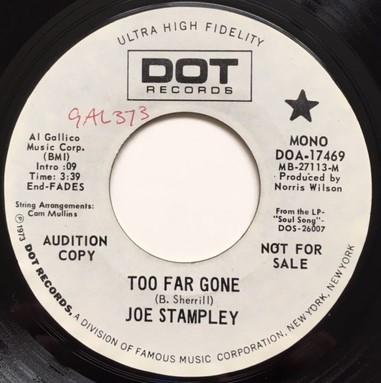 ULTRA HIGH FIDELITY
DOT
RECORDS
GAL373
Al Gallico
Music Corp.
(BMI)
Intro :09
Time: 3:39
End-FADES
String Arrangements:
Cam Mullins
AUDITION
COPY
MONO
DOA-17469
MB-27113-M
Produced by
Norris Wilson
From the LP-
"Soul Song"-
DOS-26007
NOT FOR
SALE
TOO FAR GONE
(B. Sherrill)
JOE STAMPLEY
Ⓟ 1973 DOT RECORDS, A DIVISION OF FAMOUS MUSIC CORPORATION, NEW YORK, NEW YORK